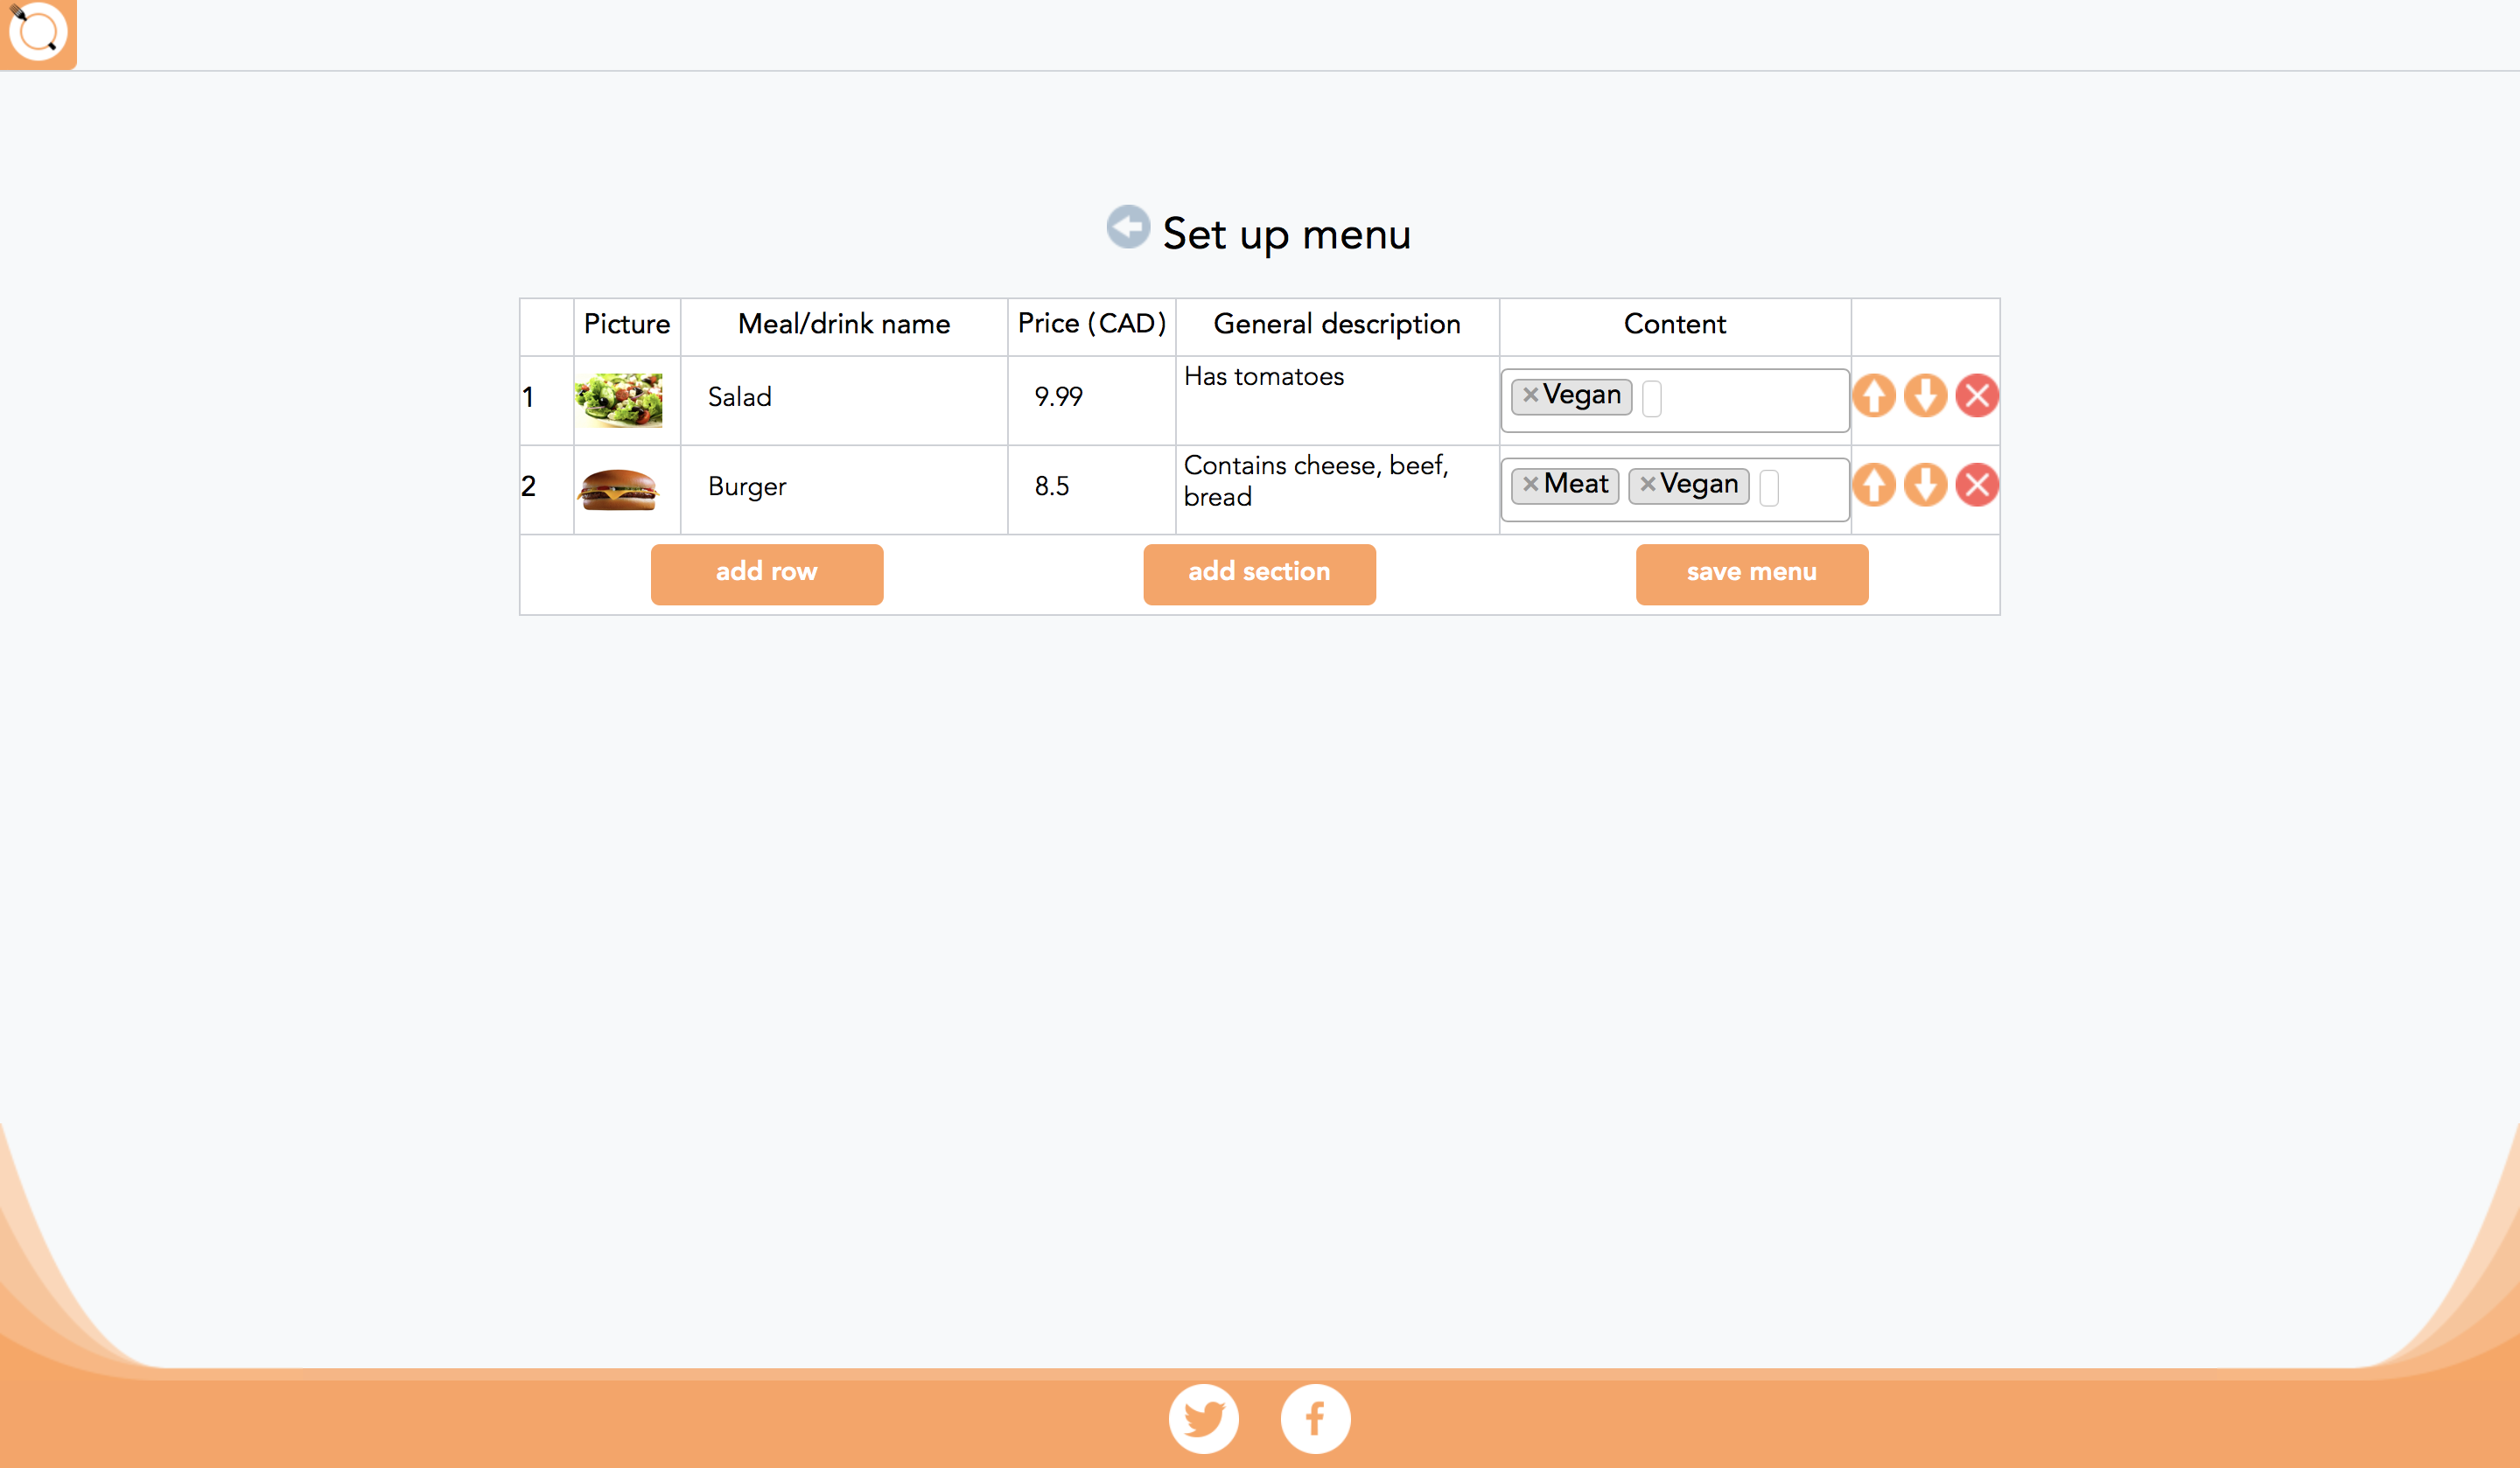 Set up menu
Picture Meal/drink name Price (CAD) General description Content
1 Salad 9.99 Has tomatoes ×Vegan
2 Burger 8.5 Contains cheese, beef, ×Meat ×Vegan
bread
add row add section save menu